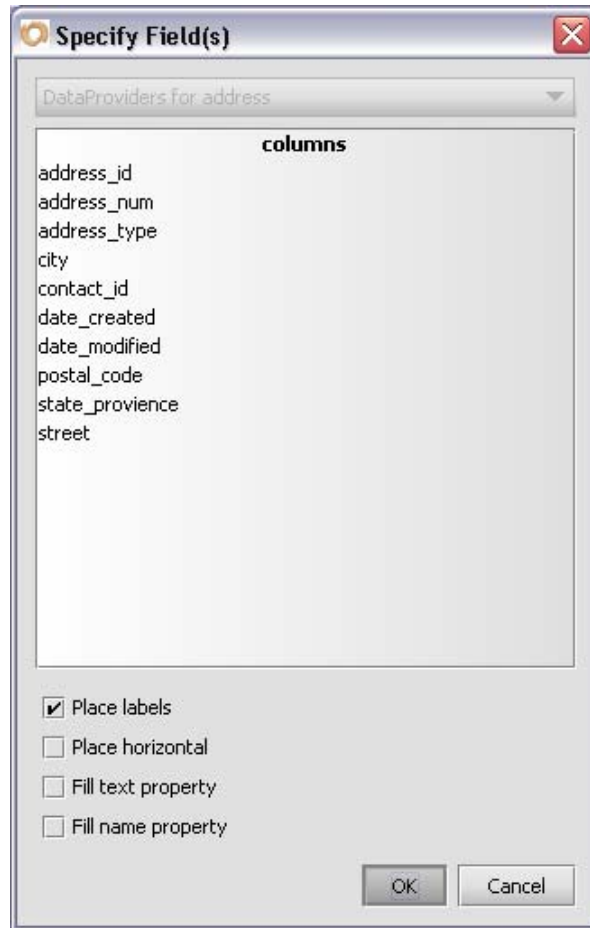 Specify Field(s)
DataProviders for address
columns
address_id
address_num
address_type
city
contact_id
date_created
date_modified
postal_code
state_provience
street
Place labels
Place horizontal
Fill text property
Fill name property
OK Cancel